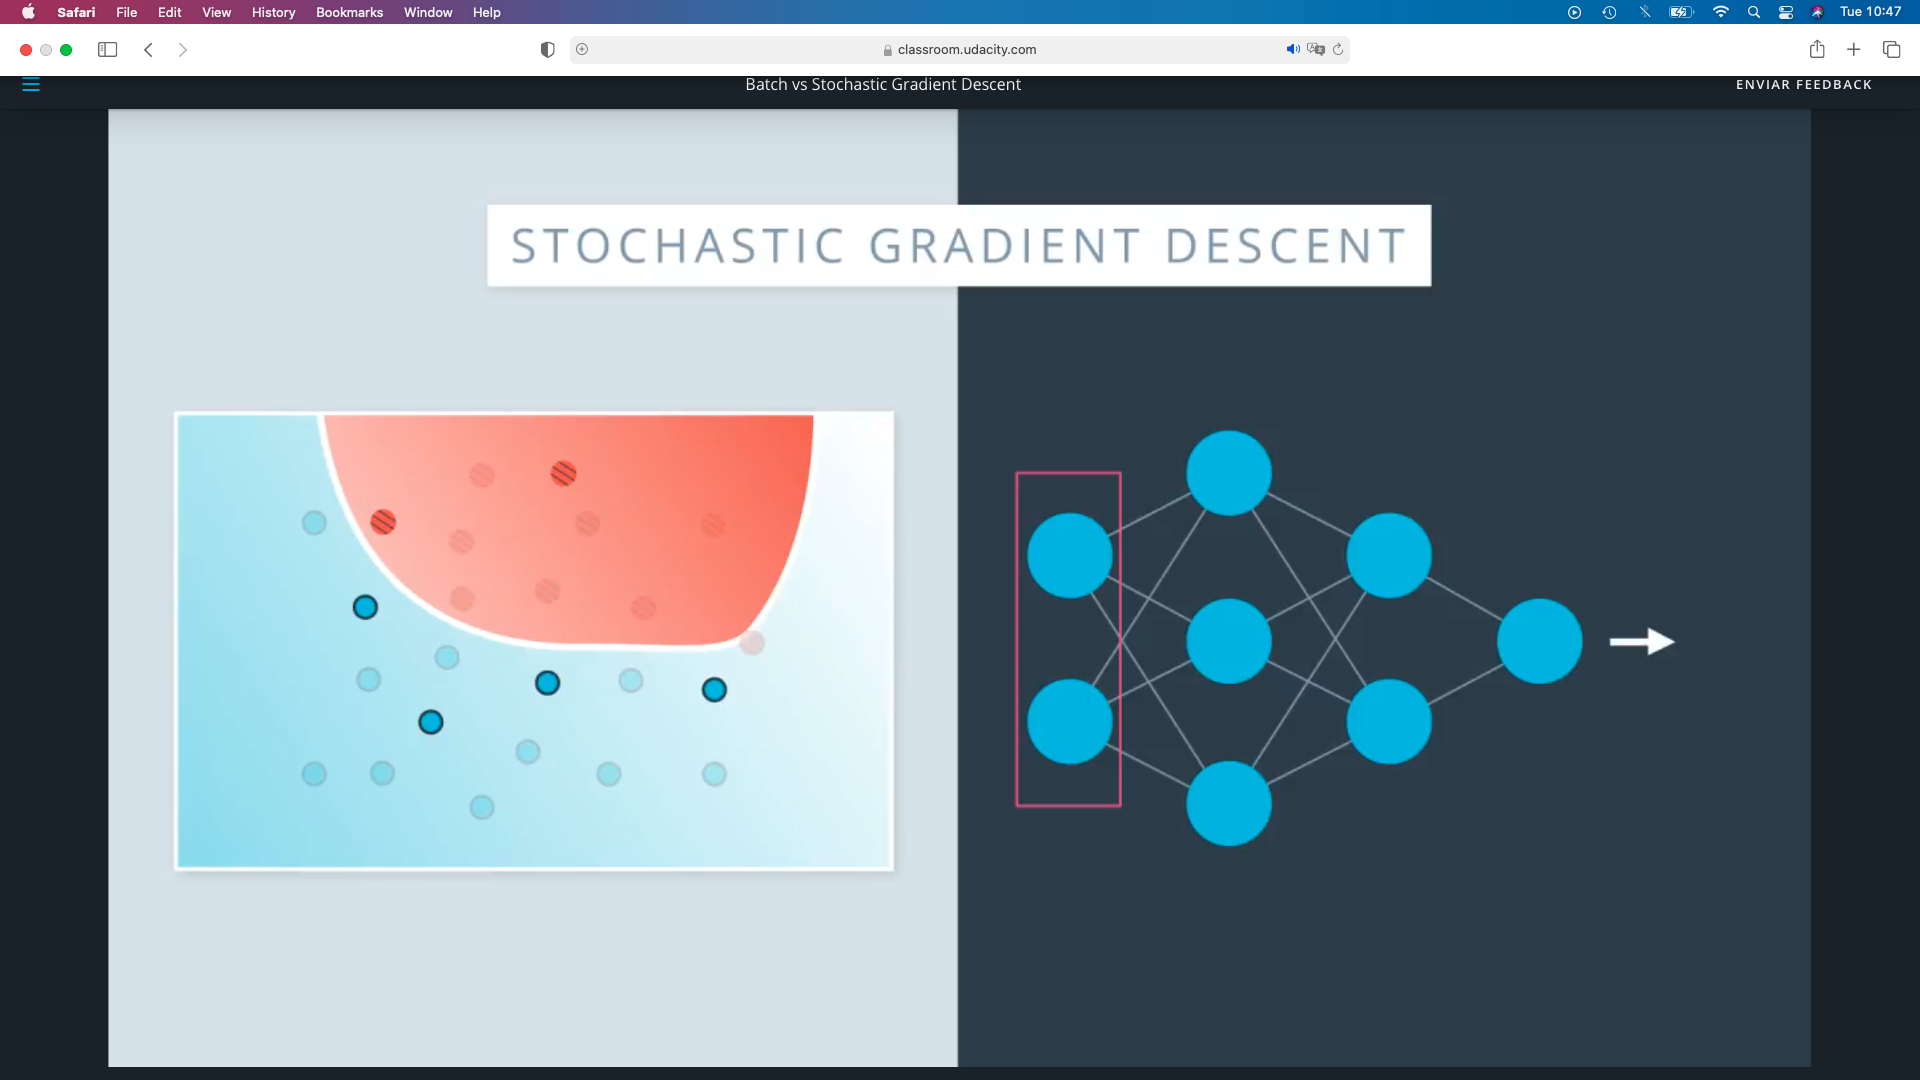 Safari File Edit View History Bookmarks Window Help Tue 10:47
classroom.udacity.com
Batch vs Stochastic Gradient Descent ENVIAR FEEDBACK
STOCHASTIC GRADIENT DESCENT